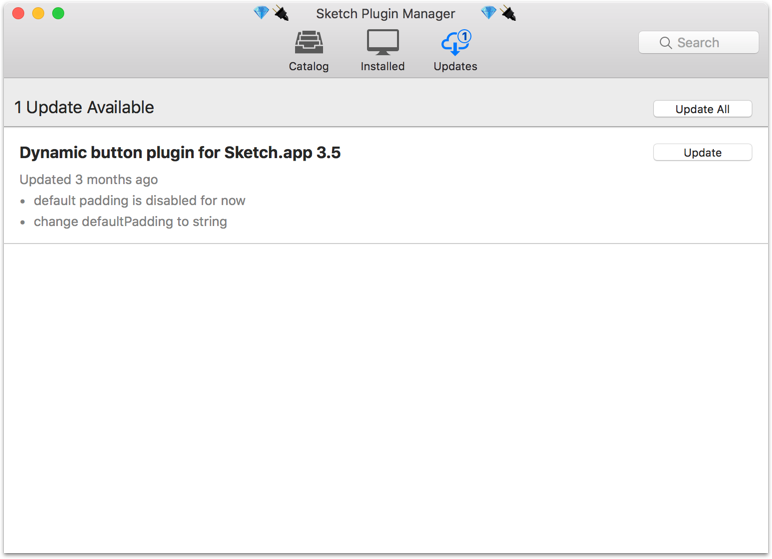 💎🔌 Sketch Plugin Manager 💎🔌
Catalog Installed Updates 1
Search
1 Update Available
Update All
Dynamic button plugin for Sketch.app 3.5
Update
Updated 3 months ago
• default padding is disabled for now
• change defaultPadding to string